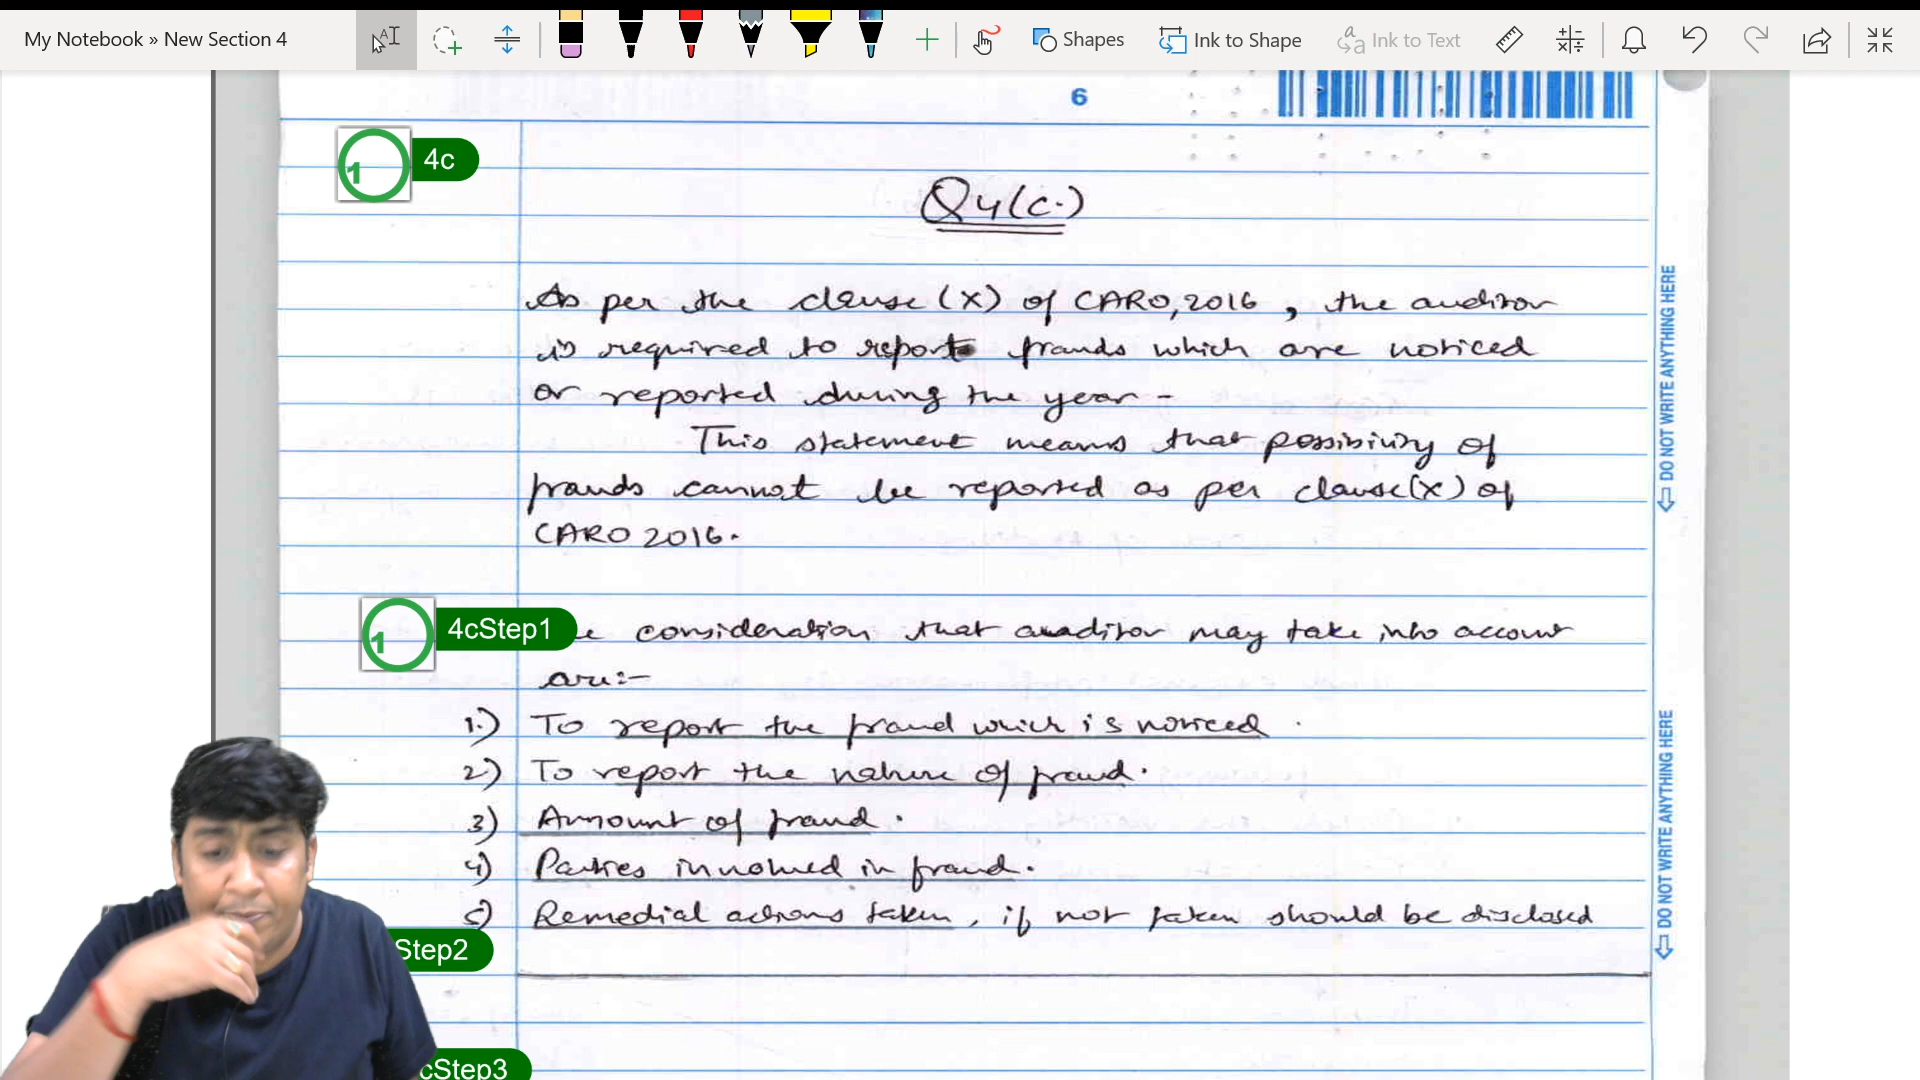 My Notebook » New Section 4
Shapes
Ink to Shape
Ink to Text
6
1 4c
Q4(c.)
As per the clause (X) of CARO, 2016, the auditor
is required to report frauds which are noticed
or reported during the year -
This statement means that possibility of
frauds cannot be reported as per clause (X) of
CARO 2016.
1 4cStep1
consideration that auditor may take into account
are:-
1.) To report the fraud which is noticed.
2.) To report the nature of fraud.
3) Amount of fraud.
4) Parties involved in fraud.
5) Remedial actions taken, if not taken should be disclosed
Step2
cStep3
⇦ DO NOT WRITE ANYTHING HERE
⇦ DO NOT WRITE ANYTHING HERE